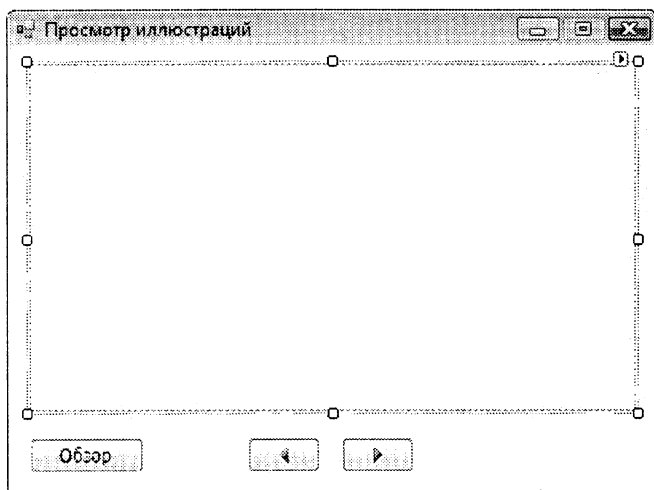 Просмотр иллюстраций
Обзор